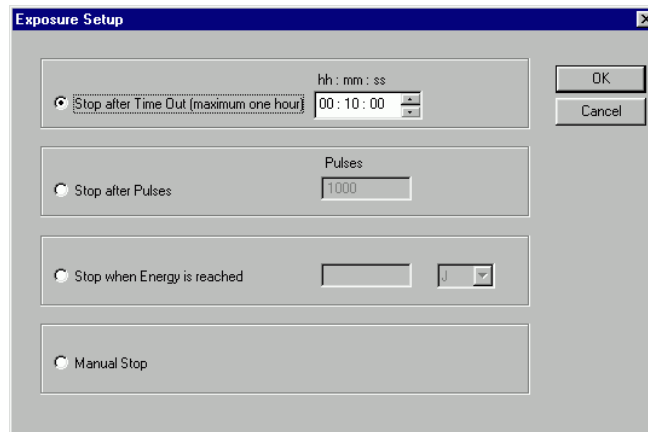 Exposure Setup
hh : mm : ss
Stop after Time Out (maximum one hour) 00 : 10 : 00
OK
Cancel
Pulses
Stop after Pulses 1000
Stop when Energy is reached J
Manual Stop